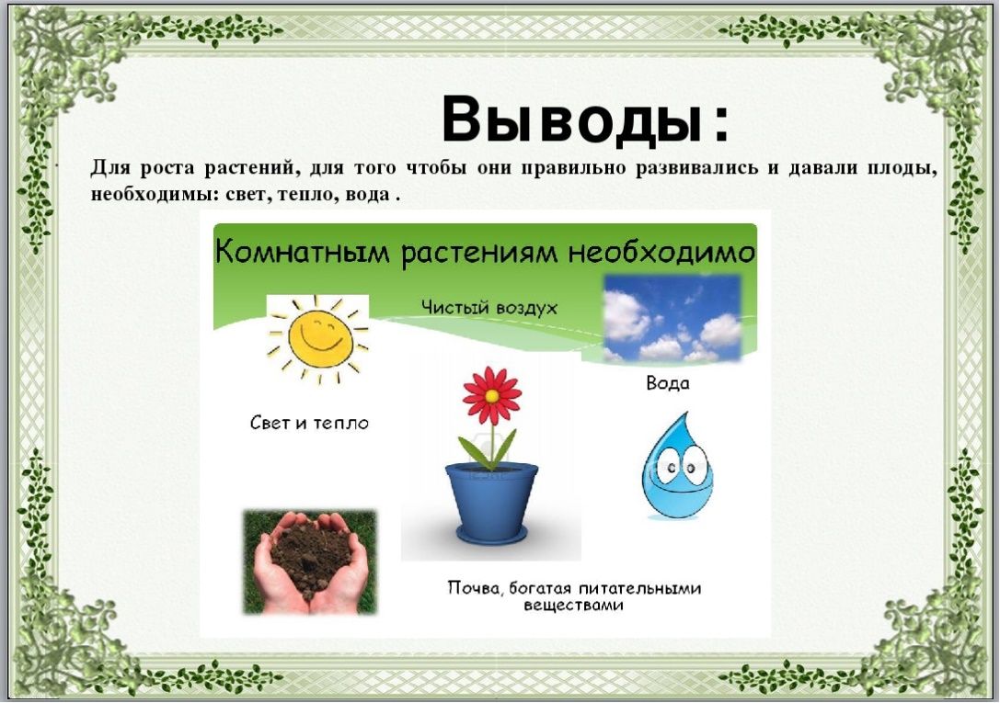 Выводы:
Для роста растений, для того чтобы они правильно развивались и давали плоды,
необходимы: свет, тепло, вода .
Комнатным растениям необходимо
Чистый воздух
Вода
Свет и тепло
Почва, богатая питательными
веществами